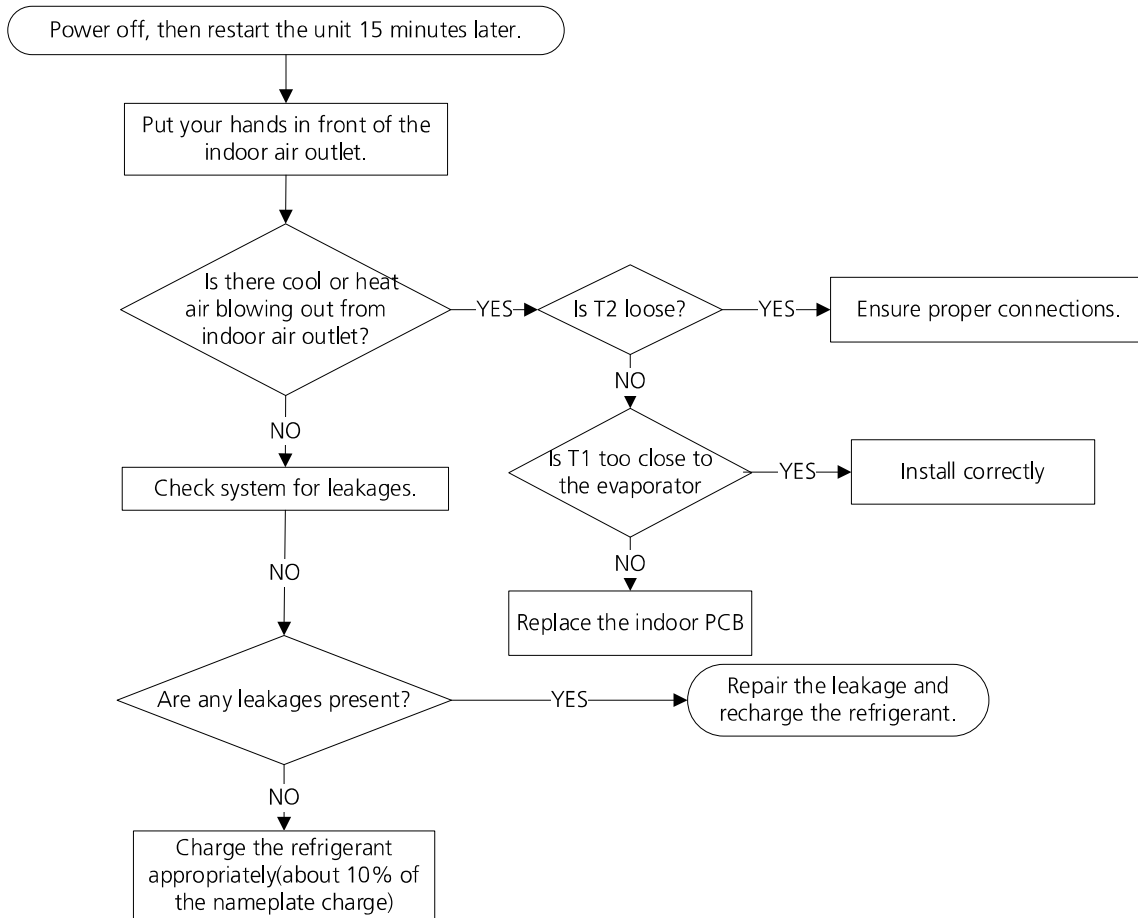 Power off, then restart the unit 15 minutes later.
Put your hands in front of the
indoor air outlet.
Is there cool or heat
air blowing out from
indoor air outlet?
YES
Is T2 loose?
YES
Ensure proper connections.
NO
NO
Is T1 too close to
the evaporator
YES
Install correctly
Check system for leakages.
NO
NO
Replace the indoor PCB
Are any leakages present?
YES
Repair the leakage and
recharge the refrigerant.
NO
Charge the refrigerant
appropriately(about 10% of
the nameplate charge)